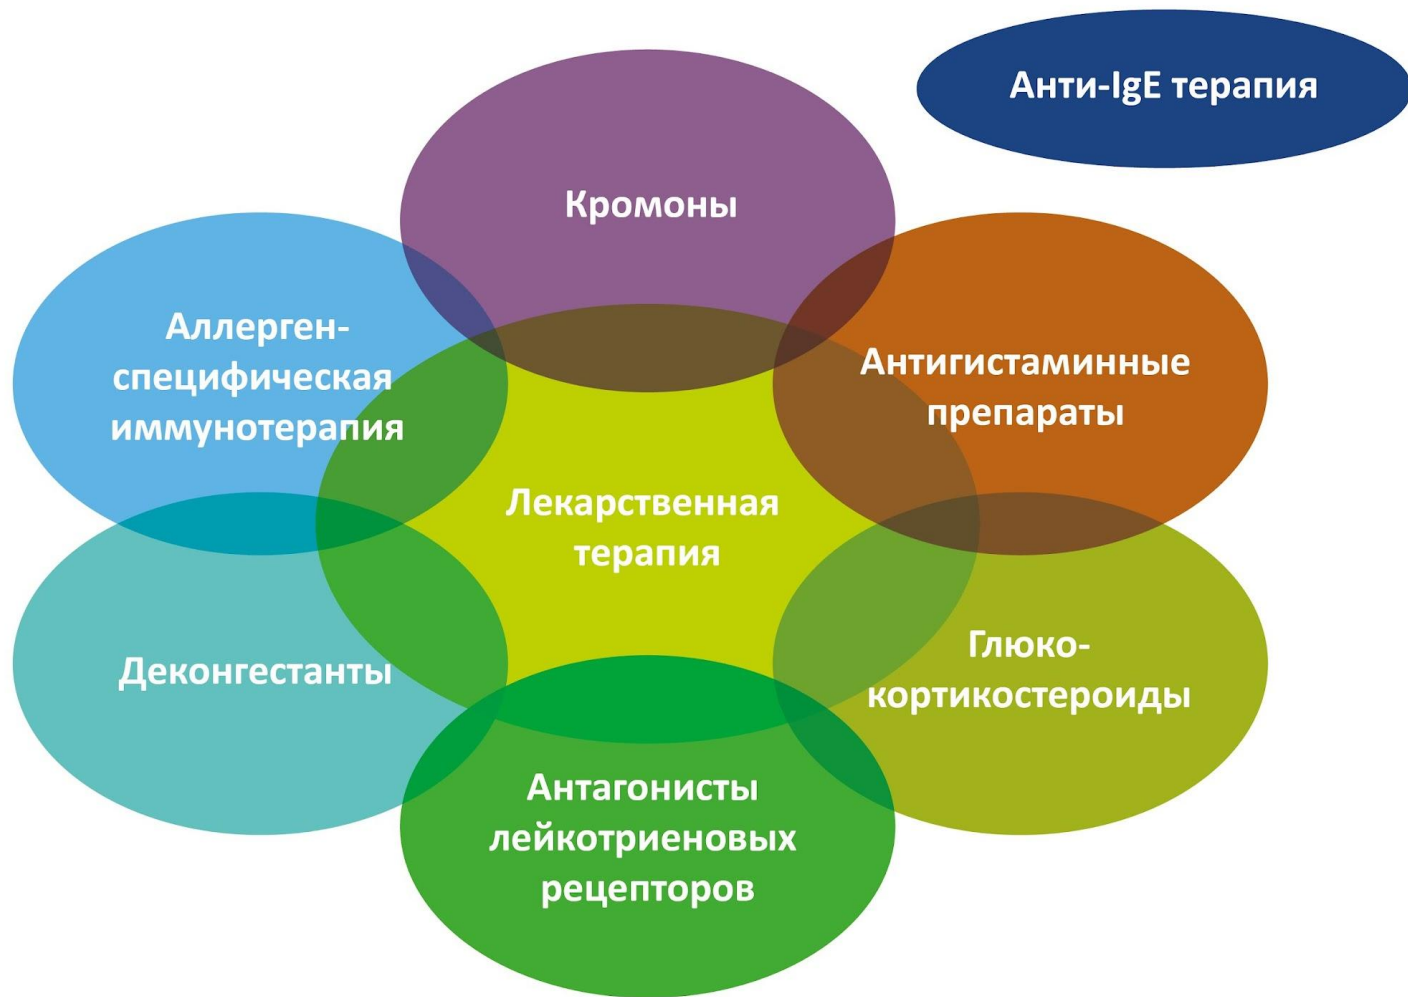 Анти-IgE терапия
Кромоны
Аллерген-
специфическая
иммунотерапия
Антигистаминные
препараты
Лекарственная
терапия
Деконгестанты
Глюко-
кортикостероиды
Антагонисты
лейкотриеновых
рецепторов